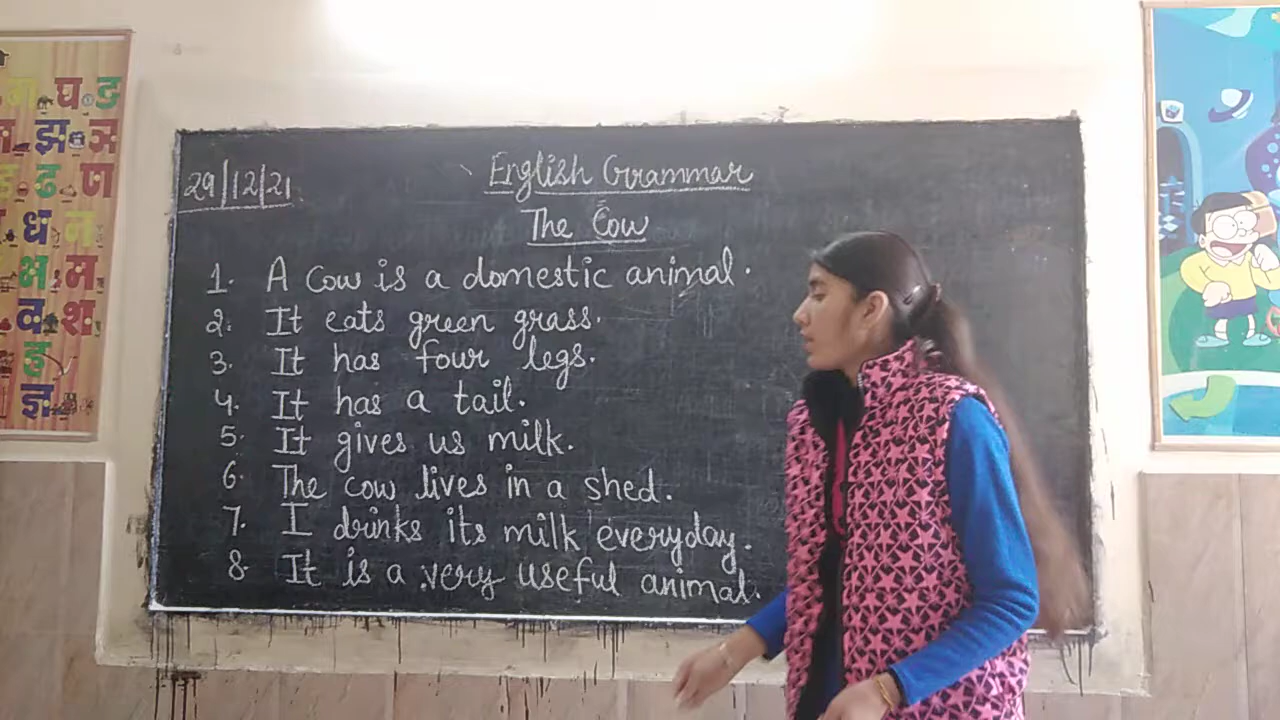 29/12/21
English Grammar
The Cow
1. A cow is a domestic animal.
2. It eats green grass.
3. It has four legs.
4. It has a tail.
5. It gives us milk.
6. The cow lives in a shed.
7. I drinks its milk everyday.
8. It is a very useful animal.
घ ङ
झ ञ
ढ ण
ध न
भ म
व श
ज्ञ